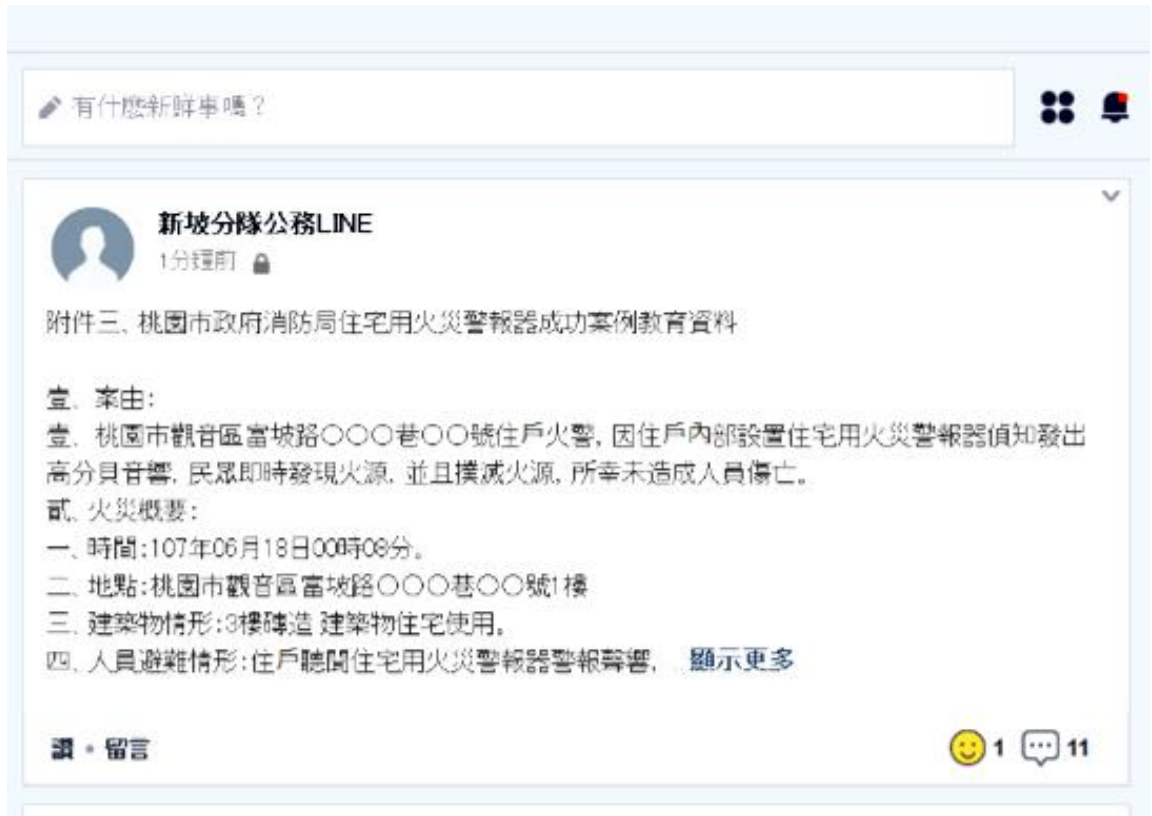 有什麼新鮮事嗎？
新坡分隊公務LINE
1分鐘前
附件三、桃園市政府消防局住宅用火災警報器成功案例教育資料
壹、案由：
壹、桃園市觀音區富坡路○○○巷○○號住戶火警，因住戶內部設置住宅用火災警報器偵知發出
高分貝音響，民眾即時發現火源，並且撲滅火源，所幸未造成人員傷亡。
貳、火災概要：
一、時間：107年06月18日00時08分。
二、地點：桃園市觀音區富坡路○○○巷○○號1樓
三、建築物情形：3樓磚造 建築物住宅使用。
四、人員避難情形：住戶聽聞住宅用火災警報器警報聲響， 顯示更多
讚・留言
1 11